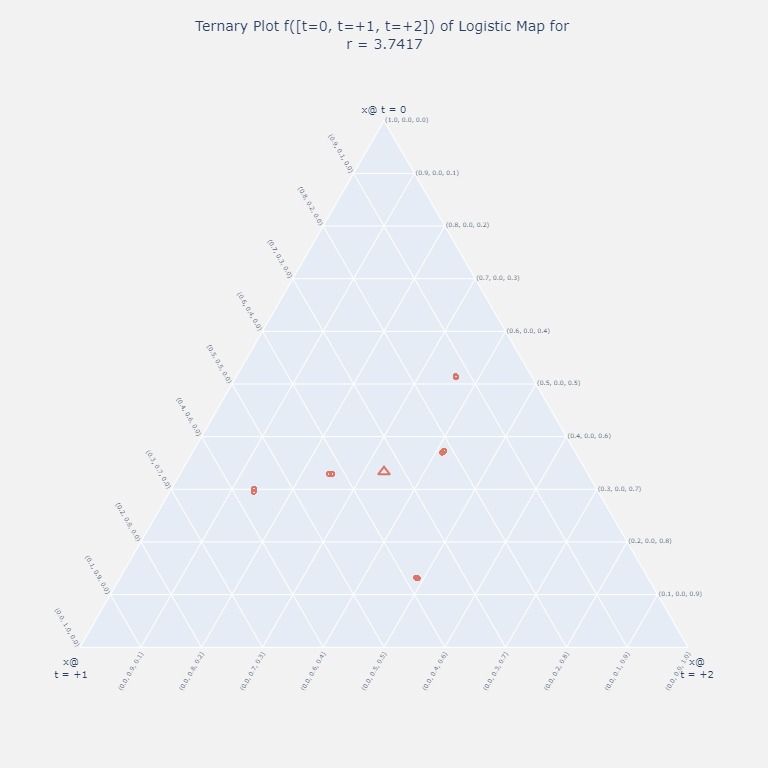 Ternary Plot f([t=0, t=+1, t=+2]) of Logistic Map for
r = 3.7417
x@ t = 0
(1.0, 0.0, 0.0)
(0.9, 0.1, 0.0)
(0.9, 0.0, 0.1)
(0.8, 0.2, 0.0)
(0.8, 0.0, 0.2)
(0.7, 0.3, 0.0)
(0.7, 0.0, 0.3)
(0.6, 0.4, 0.0)
(0.6, 0.0, 0.4)
(0.5, 0.5, 0.0)
(0.5, 0.0, 0.5)
(0.4, 0.6, 0.0)
(0.4, 0.0, 0.6)
(0.3, 0.7, 0.0)
(0.3, 0.0, 0.7)
(0.2, 0.8, 0.0)
(0.2, 0.0, 0.8)
(0.1, 0.9, 0.0)
(0.1, 0.0, 0.9)
(0.0, 1.0, 0.0)
x@
t = +1
(0.0, 0.9, 0.1)
(0.0, 0.8, 0.2)
(0.0, 0.7, 0.3)
(0.0, 0.6, 0.4)
(0.0, 0.5, 0.5)
(0.0, 0.4, 0.6)
(0.0, 0.3, 0.7)
(0.0, 0.2, 0.8)
(0.0, 0.1, 0.9)
(0.0, 0.0, 1.0)
x@
t = +2